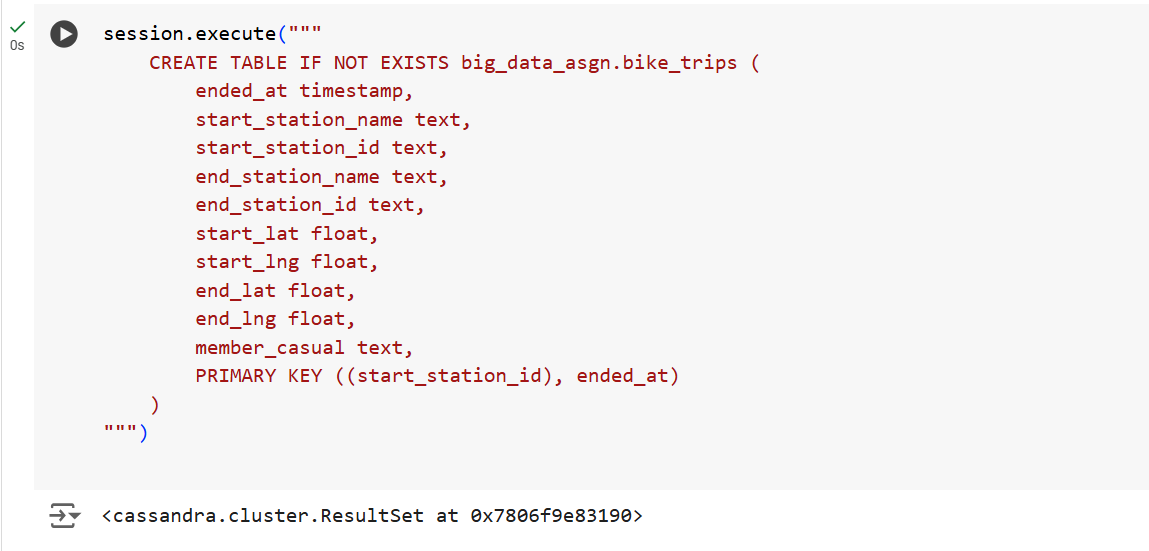 0s
session.execute("""
CREATE TABLE IF NOT EXISTS big_data_asgn.bike_trips (
ended_at timestamp,
start_station_name text,
start_station_id text,
end_station_name text,
end_station_id text,
start_lat float,
start_lng float,
end_lat float,
end_lng float,
member_casual text,
PRIMARY KEY ((start_station_id), ended_at)
)
""")
<cassandra.cluster.ResultSet at 0x7806f9e83190>